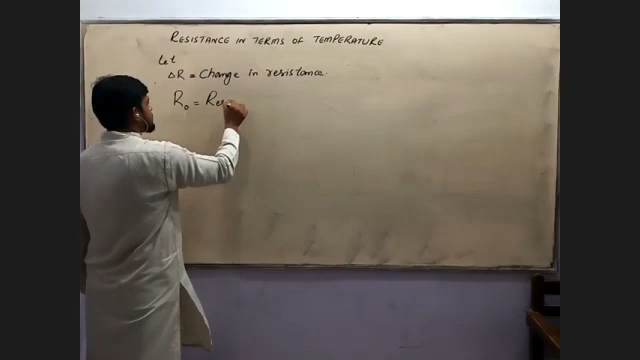 RESISTANCE IN TERMS OF TEMPERATURE
Let
ΔR = Change in resistance.
R₀ = Res